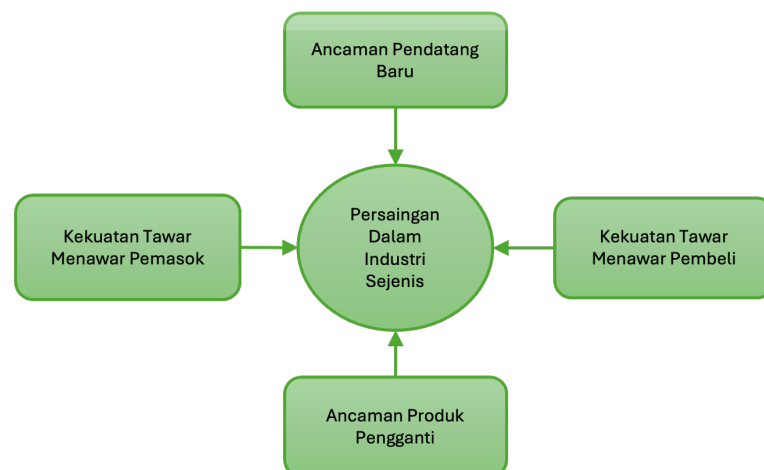 Ancaman Pendatang
Baru
Kekuatan Tawar
Menawar Pemasok
Persaingan
Dalam
Industri
Sejenis
Kekuatan Tawar
Menawar Pembeli
Ancaman Produk
Pengganti